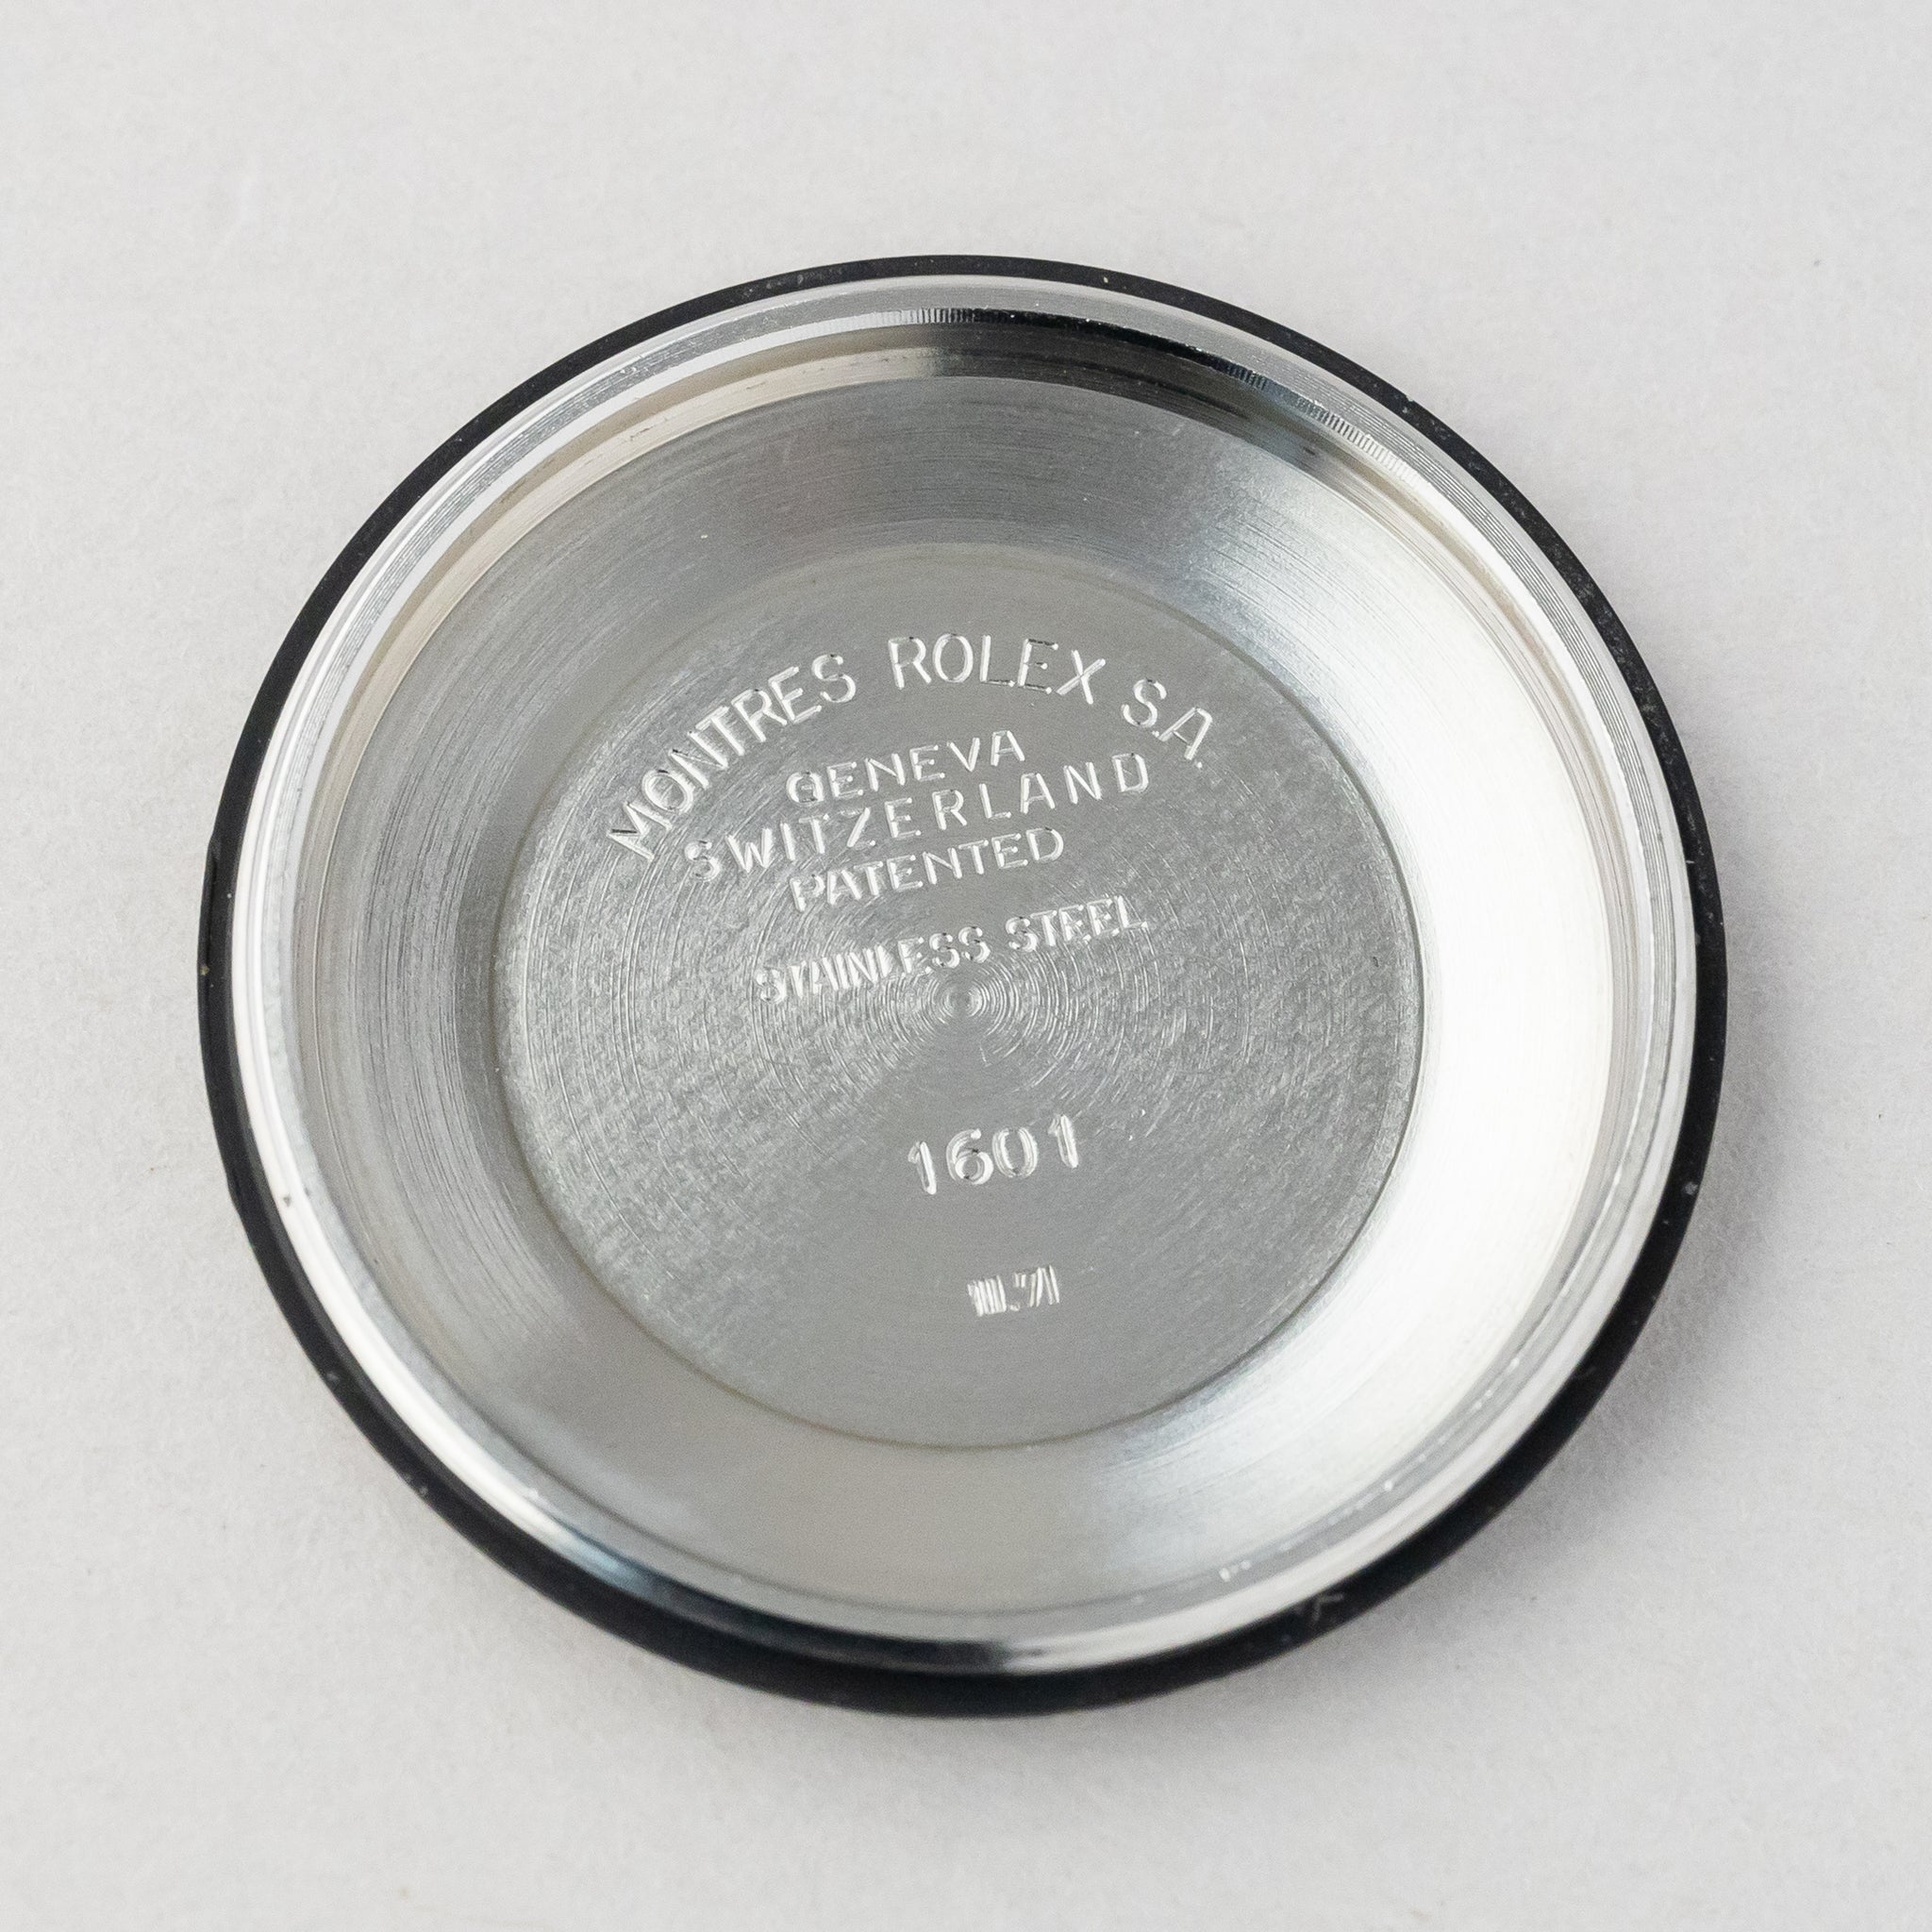 MONTRES ROLEX S.A.
GENEVA
SWITZERLAND
PATENTED
STAINLESS STEEL
1601